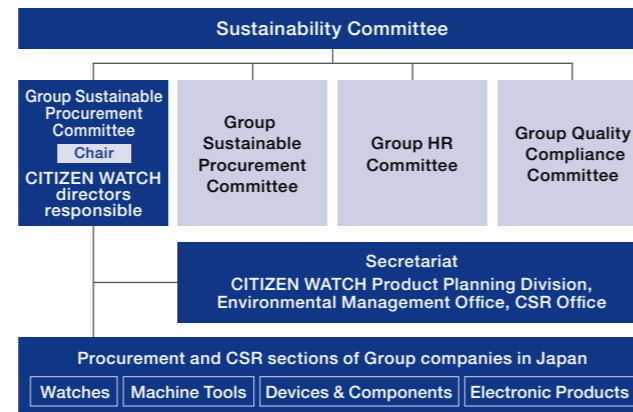 Sustainability Committee
Group Sustainable
Procurement
Committee
Chair
CITIZEN WATCH
directors
responsible
Group
Sustainable
Procurement
Committee
Group HR
Committee
Group Quality
Compliance
Committee
Secretariat
CITIZEN WATCH Product Planning Division,
Environmental Management Office, CSR Office
Procurement and CSR sections of Group companies in Japan
Watches
Machine Tools
Devices & Components
Electronic Products